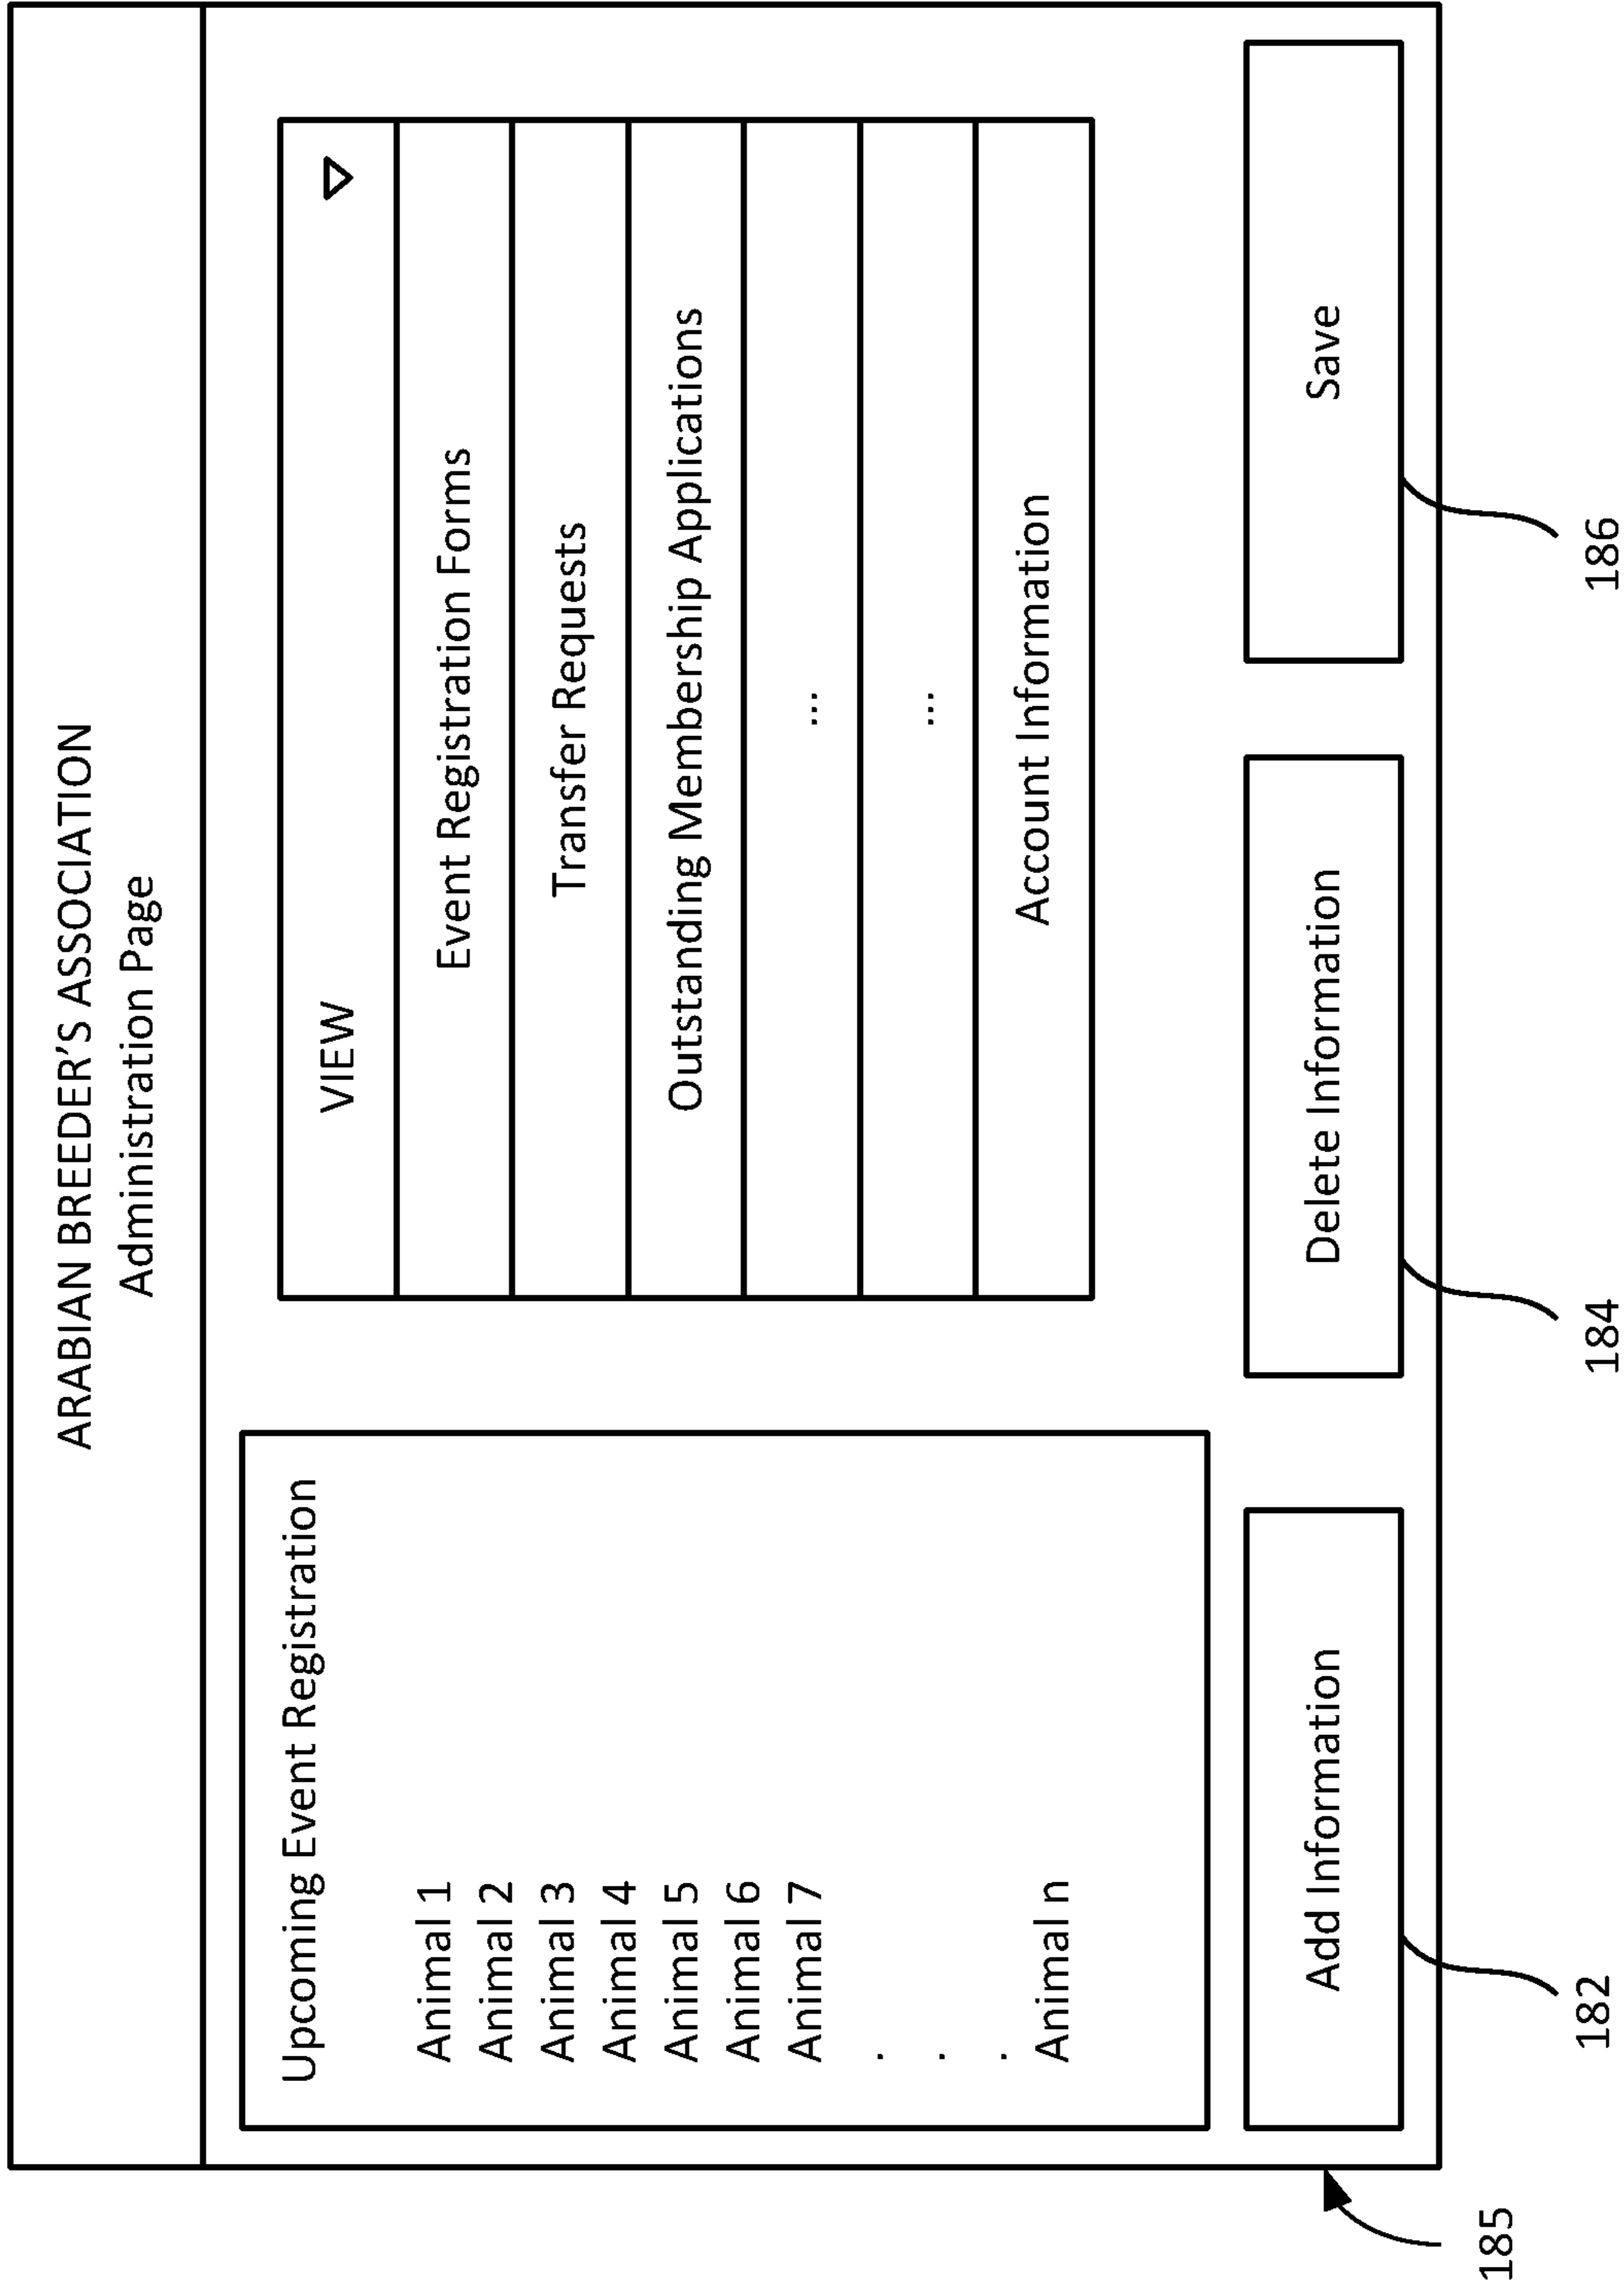 ARABIAN BREEDER'S ASSOCIATION
Administration Page
Upcoming Event Registration
Animal 1
Animal 2
Animal 3
Animal 4
Animal 5
Animal 6
Animal 7
.
.
.
Animal n
VIEW
Event Registration Forms
Transfer Requests
Outstanding Membership Applications
...
...
Account Information
Add Information
Delete Information
Save
185
182
184
186